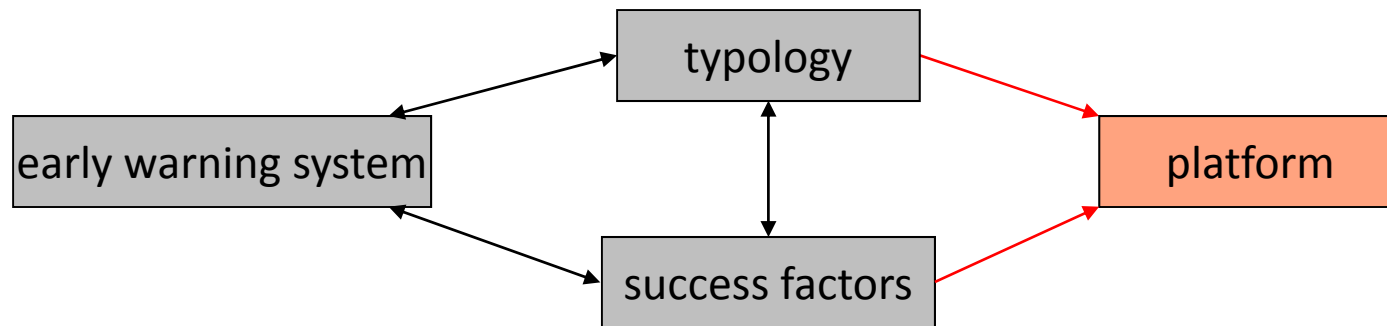 typology
early warning system
platform
success factors